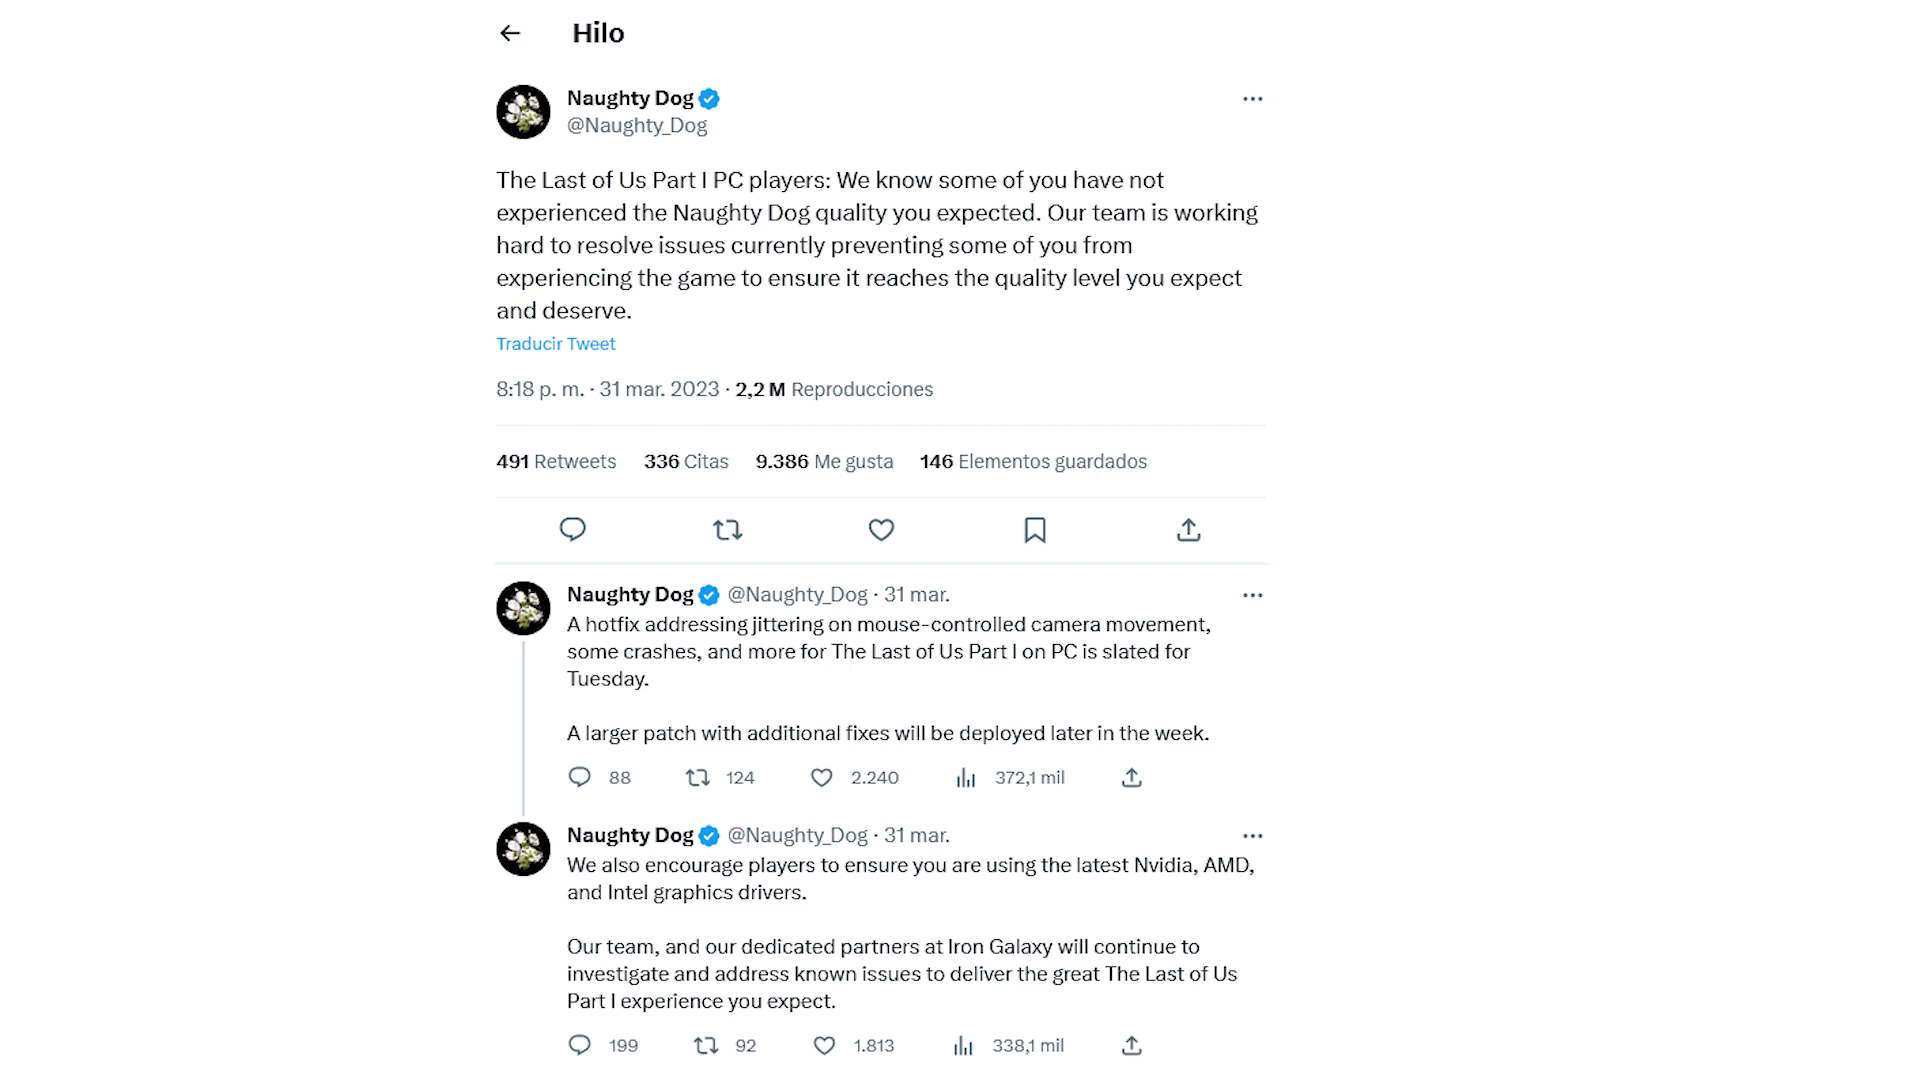 Hilo
Naughty Dog
@Naughty_Dog
The Last of Us Part I PC players: We know some of you have not
experienced the Naughty Dog quality you expected. Our team is working
hard to resolve issues currently preventing some of you from
experiencing the game to ensure it reaches the quality level you expect
and deserve.
Traducir Tweet
8:18 p. m. · 31 mar. 2023 · 2,2 M Reproducciones
491 Retweets 336 Citas 9.386 Me gusta 146 Elementos guardados
Naughty Dog @Naughty_Dog · 31 mar.
A hotfix addressing jittering on mouse-controlled camera movement,
some crashes, and more for The Last of Us Part I on PC is slated for
Tuesday.
A larger patch with additional fixes will be deployed later in the week.
88 124 2.240 372,1 mil
Naughty Dog @Naughty_Dog · 31 mar.
We also encourage players to ensure you are using the latest Nvidia, AMD,
and Intel graphics drivers.
Our team, and our dedicated partners at Iron Galaxy will continue to
investigate and address known issues to deliver the great The Last of Us
Part I experience you expect.
199 92 1.813 338,1 mil